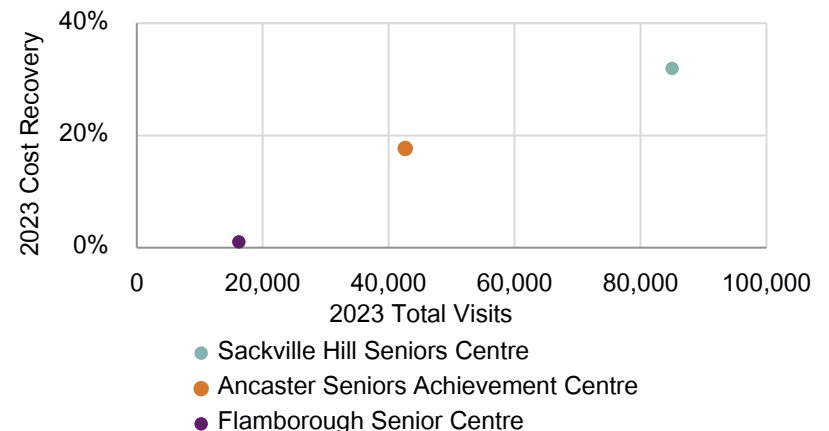 40%
20%
0%
2023 Cost Recovery
0 20,000 40,000 60,000 80,000 100,000
2023 Total Visits
Sackville Hill Seniors Centre
Ancaster Seniors Achievement Centre
Flamborough Senior Centre